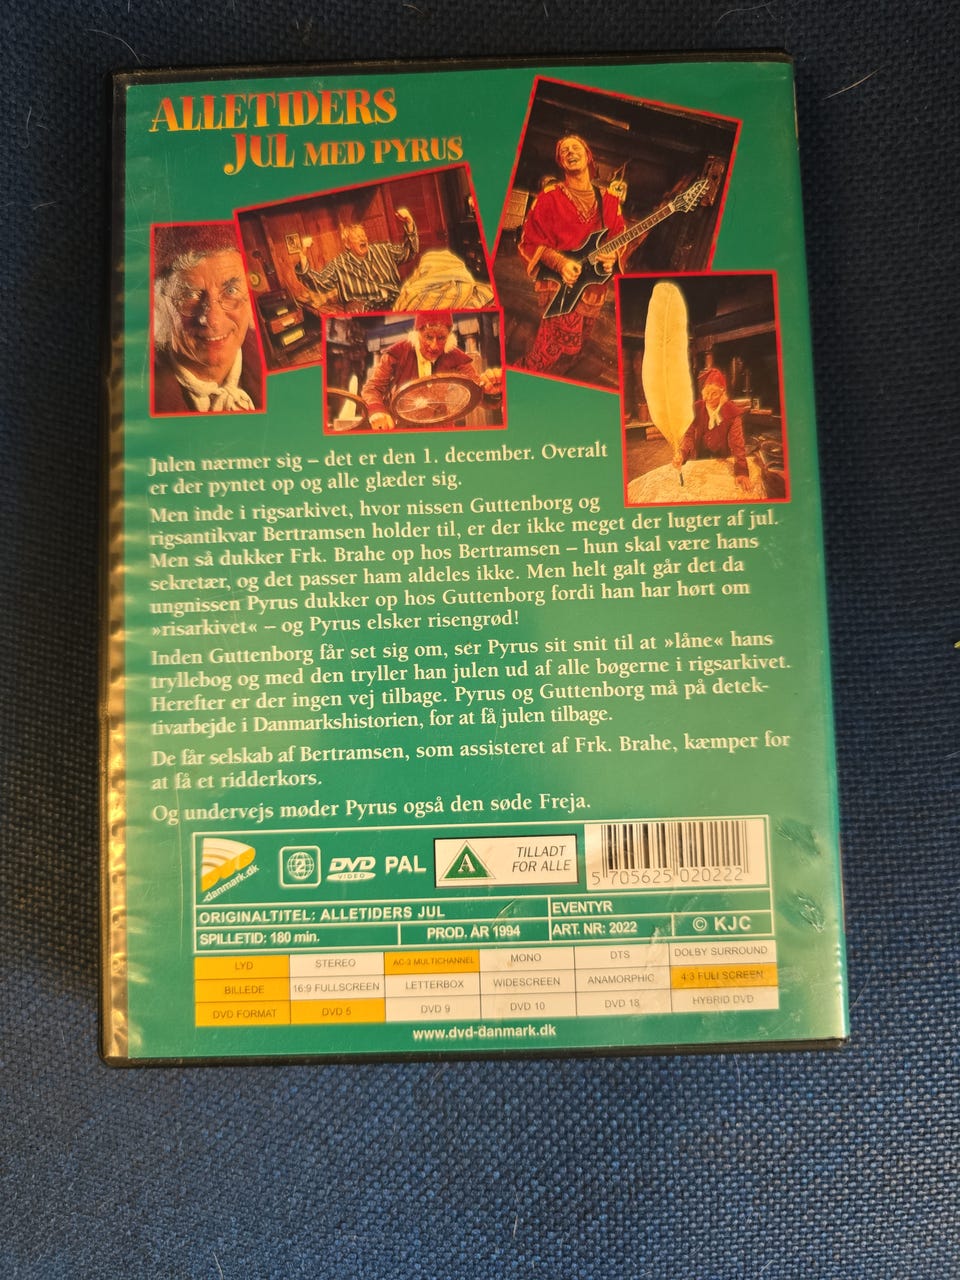 ALLETIDERS
JUL MED PYRUS
Julen nærmer sig – det er den 1. december. Overalt
er der pyntet op og alle glæder sig.
Men inde i rigsarkivet, hvor nissen Guttenborg og
rigsantikvar Bertramsen holder til, er der ikke meget der lugter af jul.
Men så dukker Frk. Brahe op hos Bertramsen – hun skal være hans
sekretær, og det passer ham aldeles ikke. Men helt galt går det da
ungnissen Pyrus dukker op hos Guttenborg fordi han har hørt om
»risarkivet« – og Pyrus elsker risengrød!
Inden Guttenborg får set sig om, ser Pyrus sit snit til at »låne« hans
tryllebog og med den tryller han julen ud af alle bøgerne i rigsarkivet.
Herefter er der ingen vej tilbage. Pyrus og Guttenborg må på detek-
tivarbejde i Danmarkshistorien, for at få julen tilbage.
De får selskab af Bertramsen, som assisteret af Frk. Brahe, kæmper for
at få et ridderkors.
Og undervejs møder Pyrus også den søde Freja.
DVD-danmark.dk 2 DVD VIDEO PAL A TILLADT FOR ALLE 5 705625 020222
ORIGINALTITEL: ALLETIDERS JUL EVENTYR
SPILLETID: 180 min. PROD. ÅR 1994 ART. NR: 2022 © KJC
LYD STEREO AC-3 MULTICHANNEL MONO DTS DOLBY SURROUND
BILLEDE 16:9 FULLSCREEN LETTERBOX WIDESCREEN ANAMORPHIC 4:3 FULL SCREEN
DVD FORMAT DVD 5 DVD 9 DVD 10 DVD 18 HYBRID DVD
www.dvd-danmark.dk